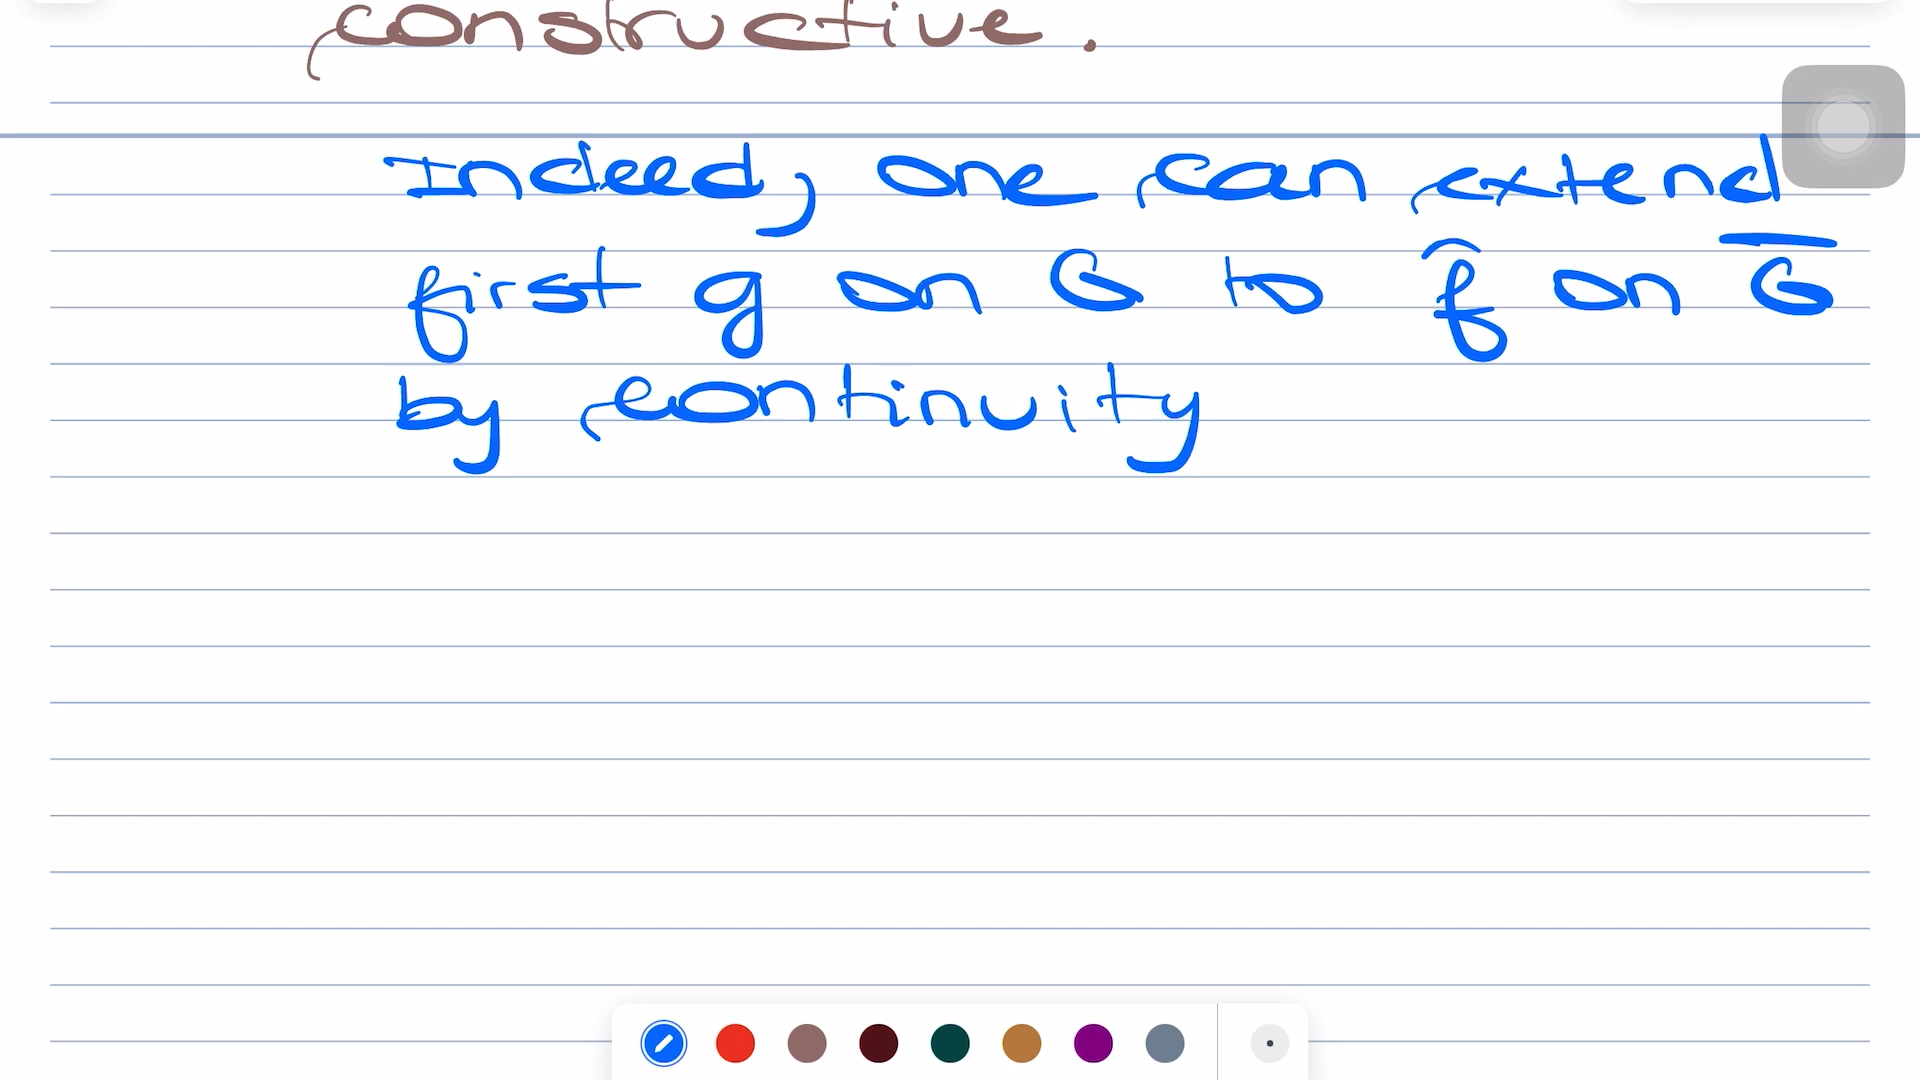 constructive.
Indeed, one can extend
first g on G to f̂ on G̅
by continuity